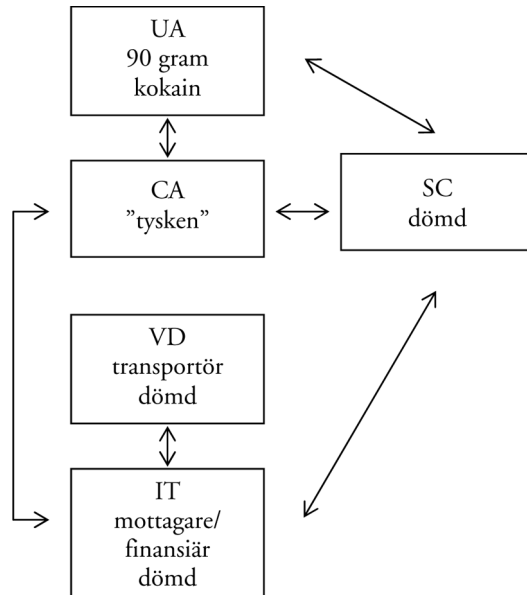 UA
90 gram
kokain
CA
”tysken”
SC
dömd
VD
transportör
dömd
IT
mottagare/
finansiär
dömd